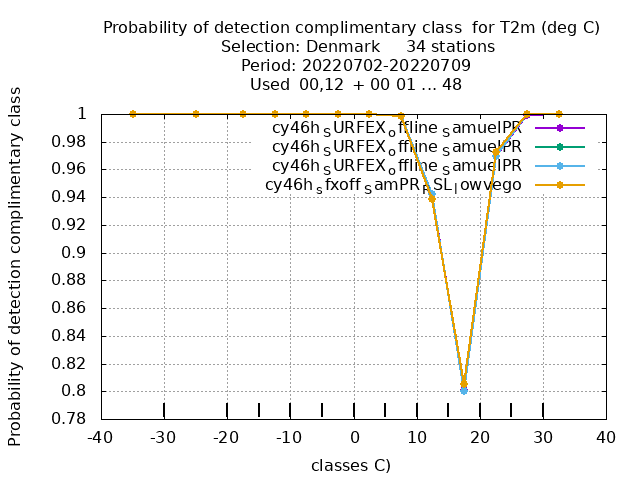 Probability of detection complimentary class  for T2m (deg C)
Selection: Denmark     34 stations
Period: 20220702-20220709
Used  00,12  + 00 01 ... 48
Probability of detection complimentary class
1
0.98
0.96
0.94
0.92
0.9
0.88
0.86
0.84
0.82
0.8
0.78
cy46h_SURFEX_offline_SamuelPR
cy46h_SURFEX_offline_SamuelPR
cy46h_SURFEX_offline_SamuelPR
cy46h_sfxoff_SamPR_RSL_lowvego
-40 -30 -20 -10 0 10 20 30 40
classes C)